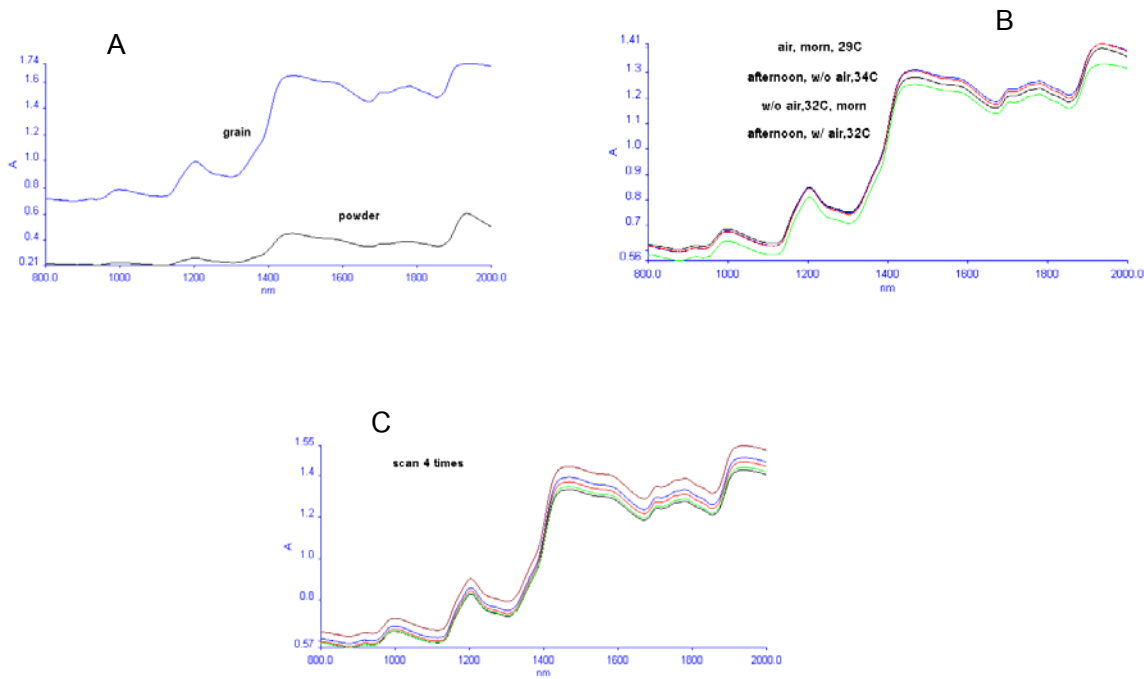 A
1.74
1.6
1.4
1.2
A
1.0
0.8
0.6
0.4
0.21
grain
powder
800.0 1000 1200 1400 1600 1800 2000.0
nm
B
1.41
1.3
1.2
1.1
1.0
A
0.9
0.8
0.7
0.56
air, morn, 29C
afternoon, w/o air,34C
w/o air,32C, morn
afternoon, w/ air,32C
800.0 1000 1200 1400 1600 1800 2000.0
nm
C
1.55
1.4
1.2
A
1.0
0.8
0.57
scan 4 times
800.0 1000 1200 1400 1600 1800 2000.0
nm